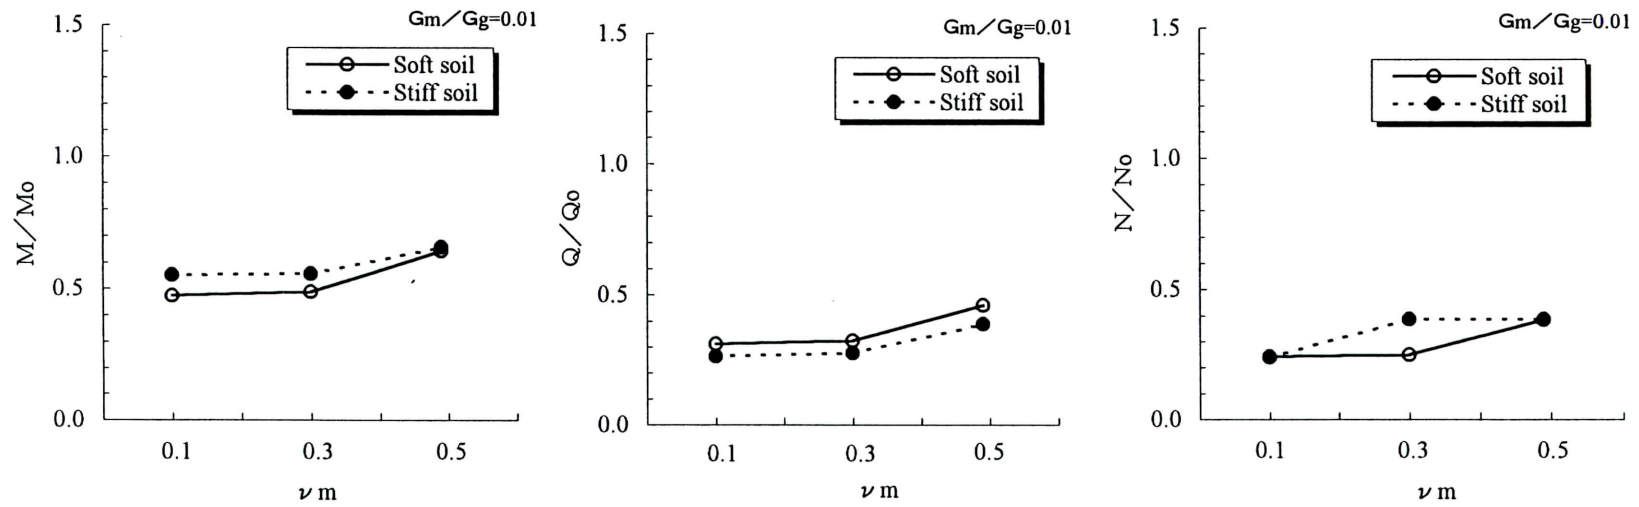 Gm／Gg=0.01
1.5
Soft soil
Stiff soil
1.0
M／Mo
0.5
0.0
0.1 0.3 0.5
ν m
Gm／Gg=0.01
1.5
Soft soil
Stiff soil
1.0
Q／Qo
0.5
0.0
0.1 0.3 0.5
ν m
Gm／Gg=0.01
1.5
Soft soil
Stiff soil
1.0
N／No
0.5
0.0
0.1 0.3 0.5
ν m